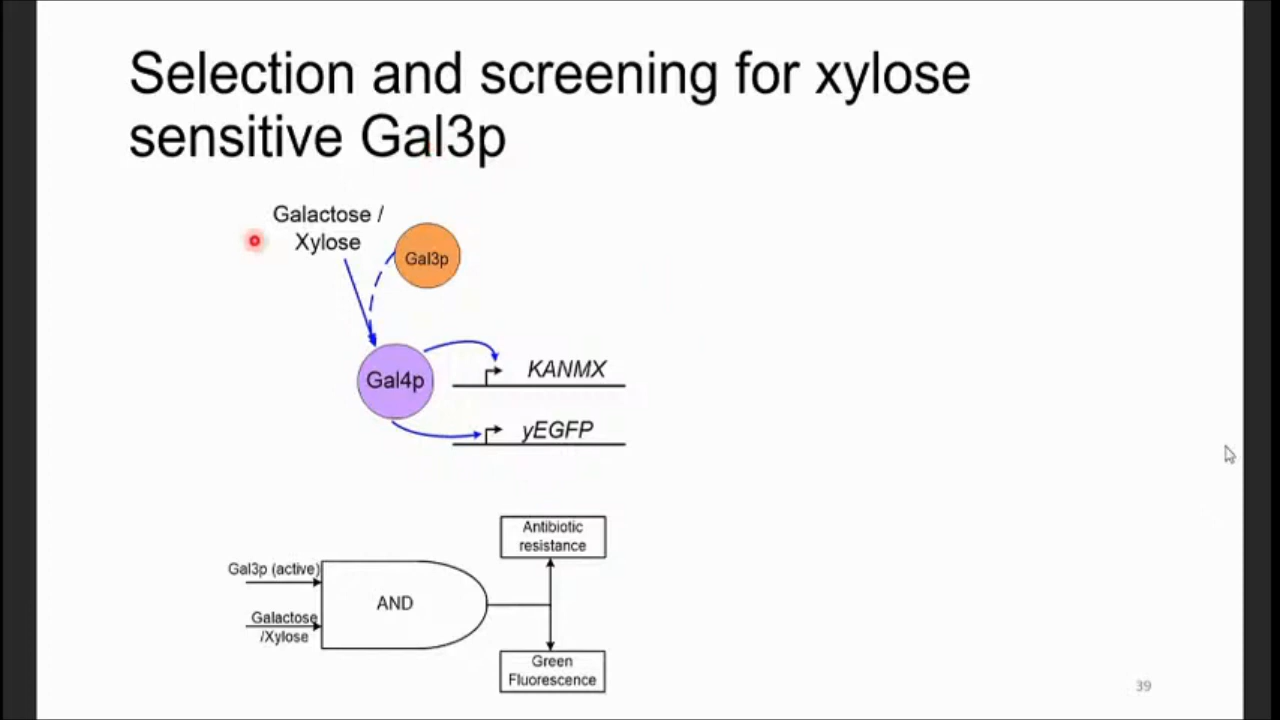 Selection and screening for xylose
sensitive Gal3p
Galactose /
Xylose
Gal3p
Gal4p
KANMX
yEGFP
Antibiotic
resistance
Gal3p (active)
AND
Galactose
/Xylose
Green
Fluorescence
39